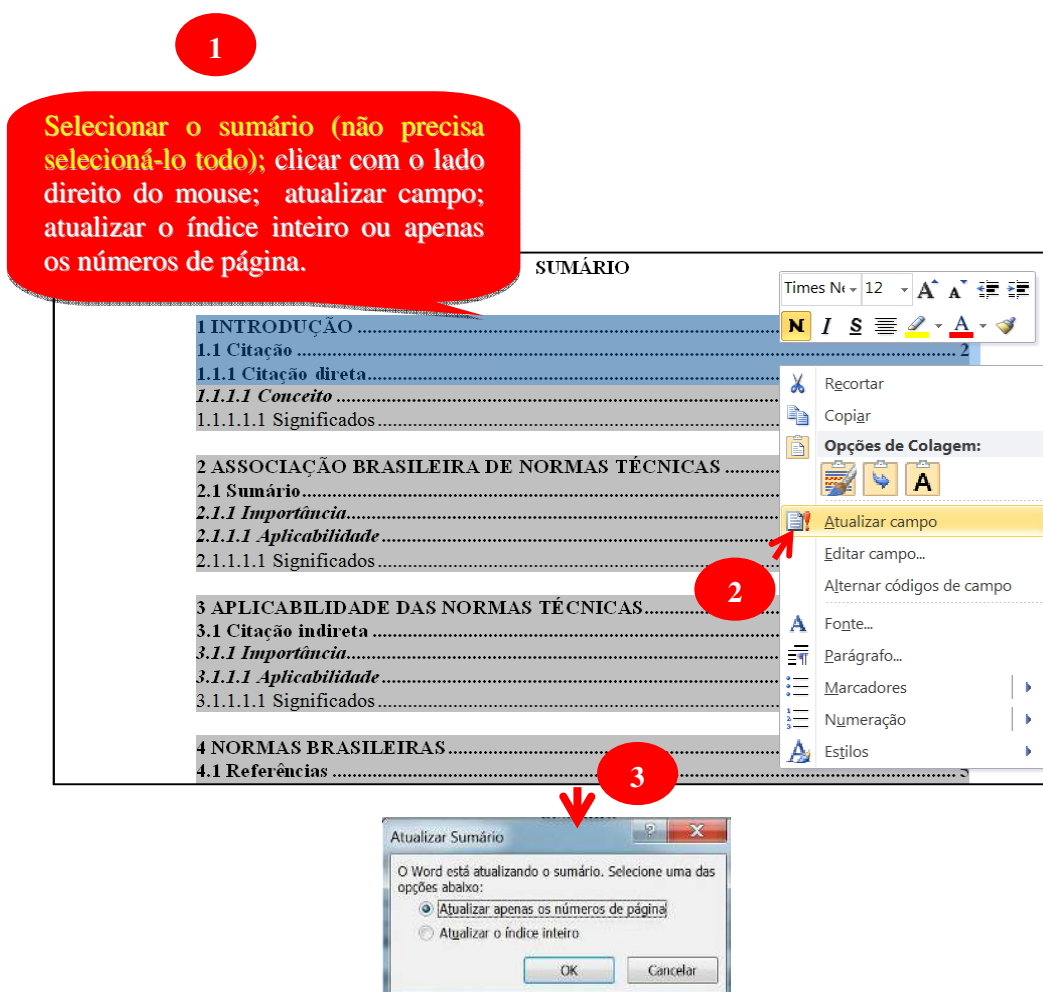 1
Selecionar o sumário (não precisa
selecioná-lo todo); clicar com o lado
direito do mouse; atualizar campo;
atualizar o índice inteiro ou apenas
os números de página.
SUMÁRIO
1 INTRODUÇÃO
1.1 Citação 2
1.1.1 Citação direta
1.1.1.1 Conceito
1.1.1.1.1 Significados
2 ASSOCIAÇÃO BRASILEIRA DE NORMAS TÉCNICAS
2.1 Sumário
2.1.1 Importância
2.1.1.1 Aplicabilidade
2.1.1.1.1 Significados
3 APLICABILIDADE DAS NORMAS TÉCNICAS
3.1 Citação indireta
3.1.1 Importância
3.1.1.1 Aplicabilidade
3.1.1.1.1 Significados
4 NORMAS BRASILEIRAS
4.1 Referências 5
Times Ne 12 A A
N I S A
Recortar
Copiar
Opções de Colagem:
A
Atualizar campo
Editar campo...
Alternar códigos de campo
Fonte...
Parágrafo...
Marcadores
Numeração
Estilos
2
3
Atualizar Sumário
O Word está atualizando o sumário. Selecione uma das
opções abaixo:
Atualizar apenas os números de página
Atualizar o índice inteiro
OK Cancelar